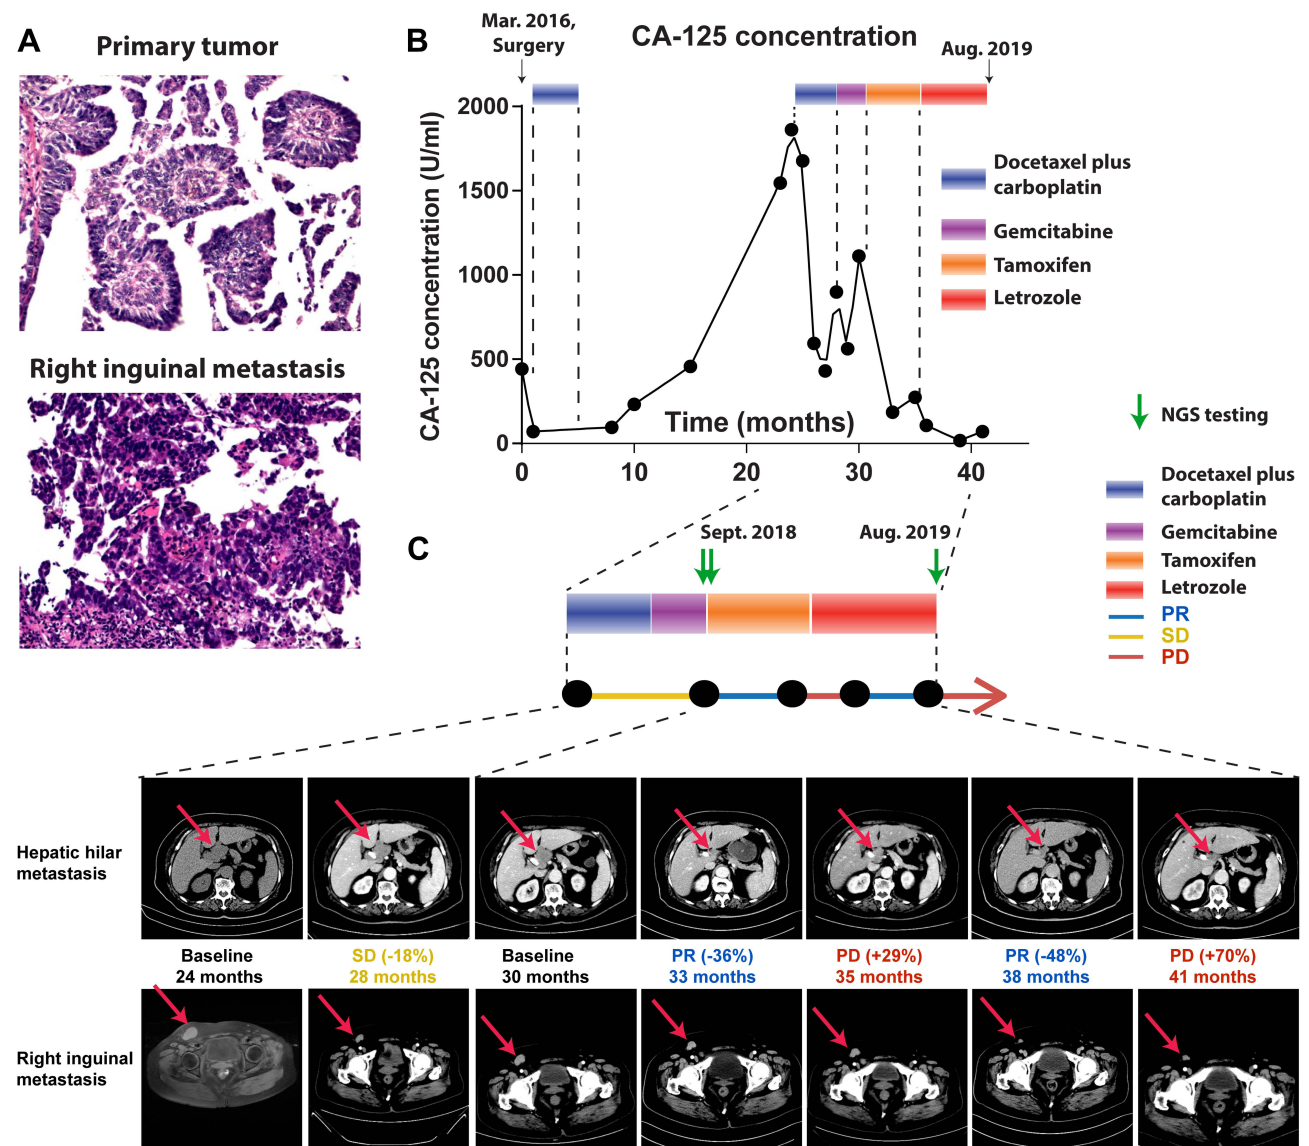 A
Primary tumor
Right inguinal metastasis
B
Mar. 2016,
Surgery
CA-125 concentration
Aug. 2019
CA-125 concentration (U/ml)
2000
1500
1000
500
0
Time (months)
0 10 20 30 40
Docetaxel plus
carboplatin
Gemcitabine
Tamoxifen
Letrozole
NGS testing
Docetaxel plus
carboplatin
Gemcitabine
Tamoxifen
Letrozole
PR
SD
PD
C
Sept. 2018
Aug. 2019
Hepatic hilar
metastasis
Baseline
24 months
SD (-18%)
28 months
Baseline
30 months
PR (-36%)
33 months
PD (+29%)
35 months
PR (-48%)
38 months
PD (+70%)
41 months
Right inguinal
metastasis